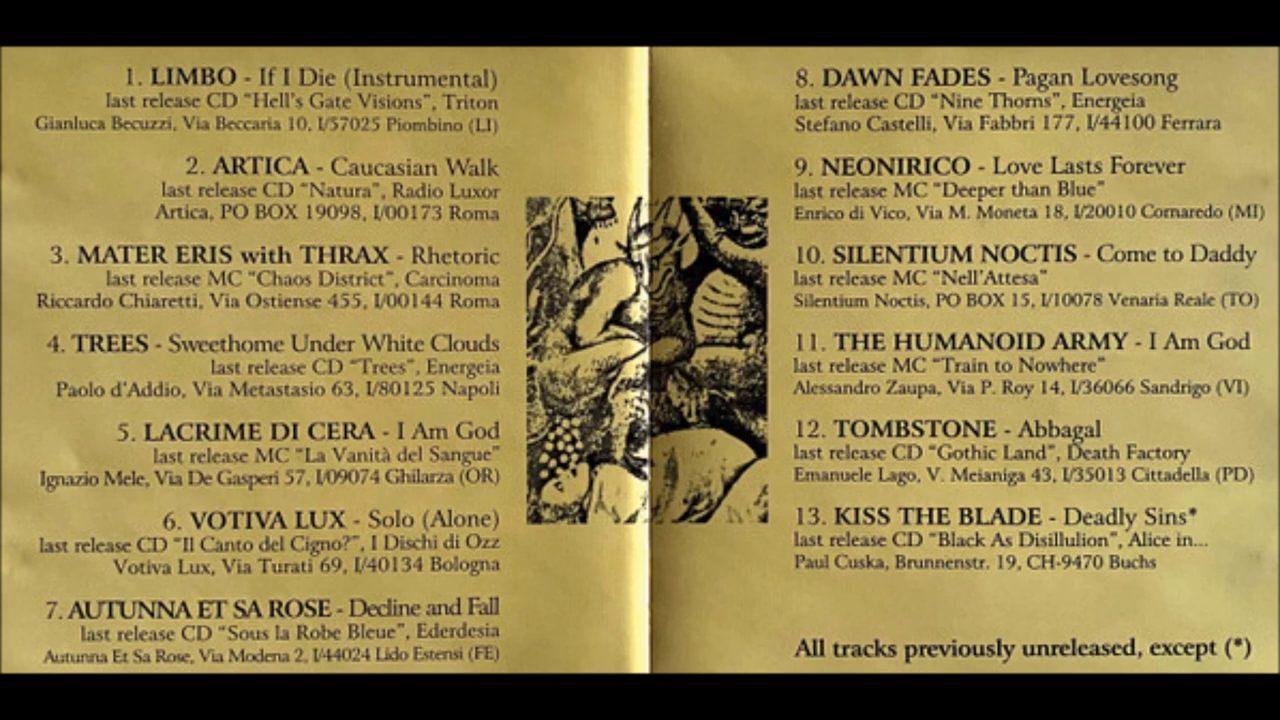 1. LIMBO - If I Die (Instrumental)
last release CD "Hell's Gate Visions", Triton
Gianluca Becuzzi, Via Beccaria 10, I/57025 Piombino (LI)
2. ARTICA - Caucasian Walk
last release CD "Natura", Radio Luxor
Artica, PO BOX 19098, I/00173 Roma
3. MATER ERIS with THRAX - Rhetoric
last release MC "Chaos District", Carcinoma
Riccardo Chiaretti, Via Ostiense 455, I/00144 Roma
4. TREES - Sweethome Under White Clouds
last release CD "Trees", Energeia
Paolo d'Addio, Via Metastasio 63, I/80125 Napoli
5. LACRIME DI CERA - I Am God
last release MC "La Vanità del Sangue"
Ignazio Mele, Via De Gasperi 57, I/09074 Ghilarza (OR)
6. VOTIVA LUX - Solo (Alone)
last release CD "Il Canto del Cigno?", I Dischi di Ozz
Votiva Lux, Via Turati 69, I/40134 Bologna
7. AUTUNNA ET SA ROSE - Decline and Fall
last release CD "Sous la Robe Bleue", Ederdesia
Autunna Et Sa Rose, Via Modena 2, I/44024 Lido Estensi (FE)
8. DAWN FADES - Pagan Lovesong
last release CD "Nine Thorns", Energeia
Stefano Castelli, Via Fabbri 177, I/44100 Ferrara
9. NEONIRICO - Love Lasts Forever
last release MC "Deeper than Blue"
Enrico di Vico, Via M. Moneta 18, I/20010 Cornaredo (MI)
10. SILENTIUM NOCTIS - Come to Daddy
last release MC "Nell'Attesa"
Silentium Noctis, PO BOX 15, I/10078 Venaria Reale (TO)
11. THE HUMANOID ARMY - I Am God
last release MC "Train to Nowhere"
Alessandro Zaupa, Via P. Roy 14, I/36066 Sandrigo (VI)
12. TOMBSTONE - Abbagal
last release CD "Gothic Land", Death Factory
Emanuele Lago, V. Meianiga 43, I/35013 Cittadella (PD)
13. KISS THE BLADE - Deadly Sins*
last release CD "Black As Disillulion", Alice in...
Paul Cuska, Brunnenstr. 19, CH-9470 Buchs
All tracks previously unreleased, except (*)